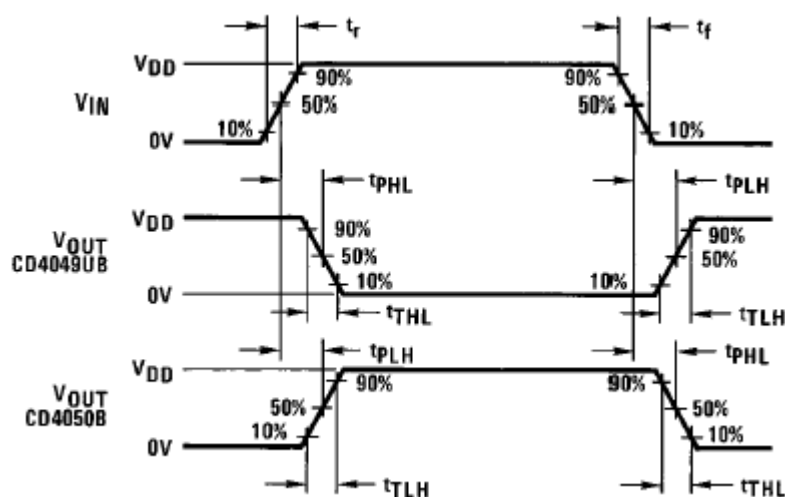 tr tf
VDD 90% 90%
VIN 50% 50%
0V 10% 10%
tPHL tPLH
VDD 90% 90%
VOUT
CD4049UB
50% 50%
0V 10% 10%
tTHL tTLH
tPLH tPHL
VDD 90% 90%
VOUT
CD4050B
50% 50%
0V 10% 10%
tTLH tTHL